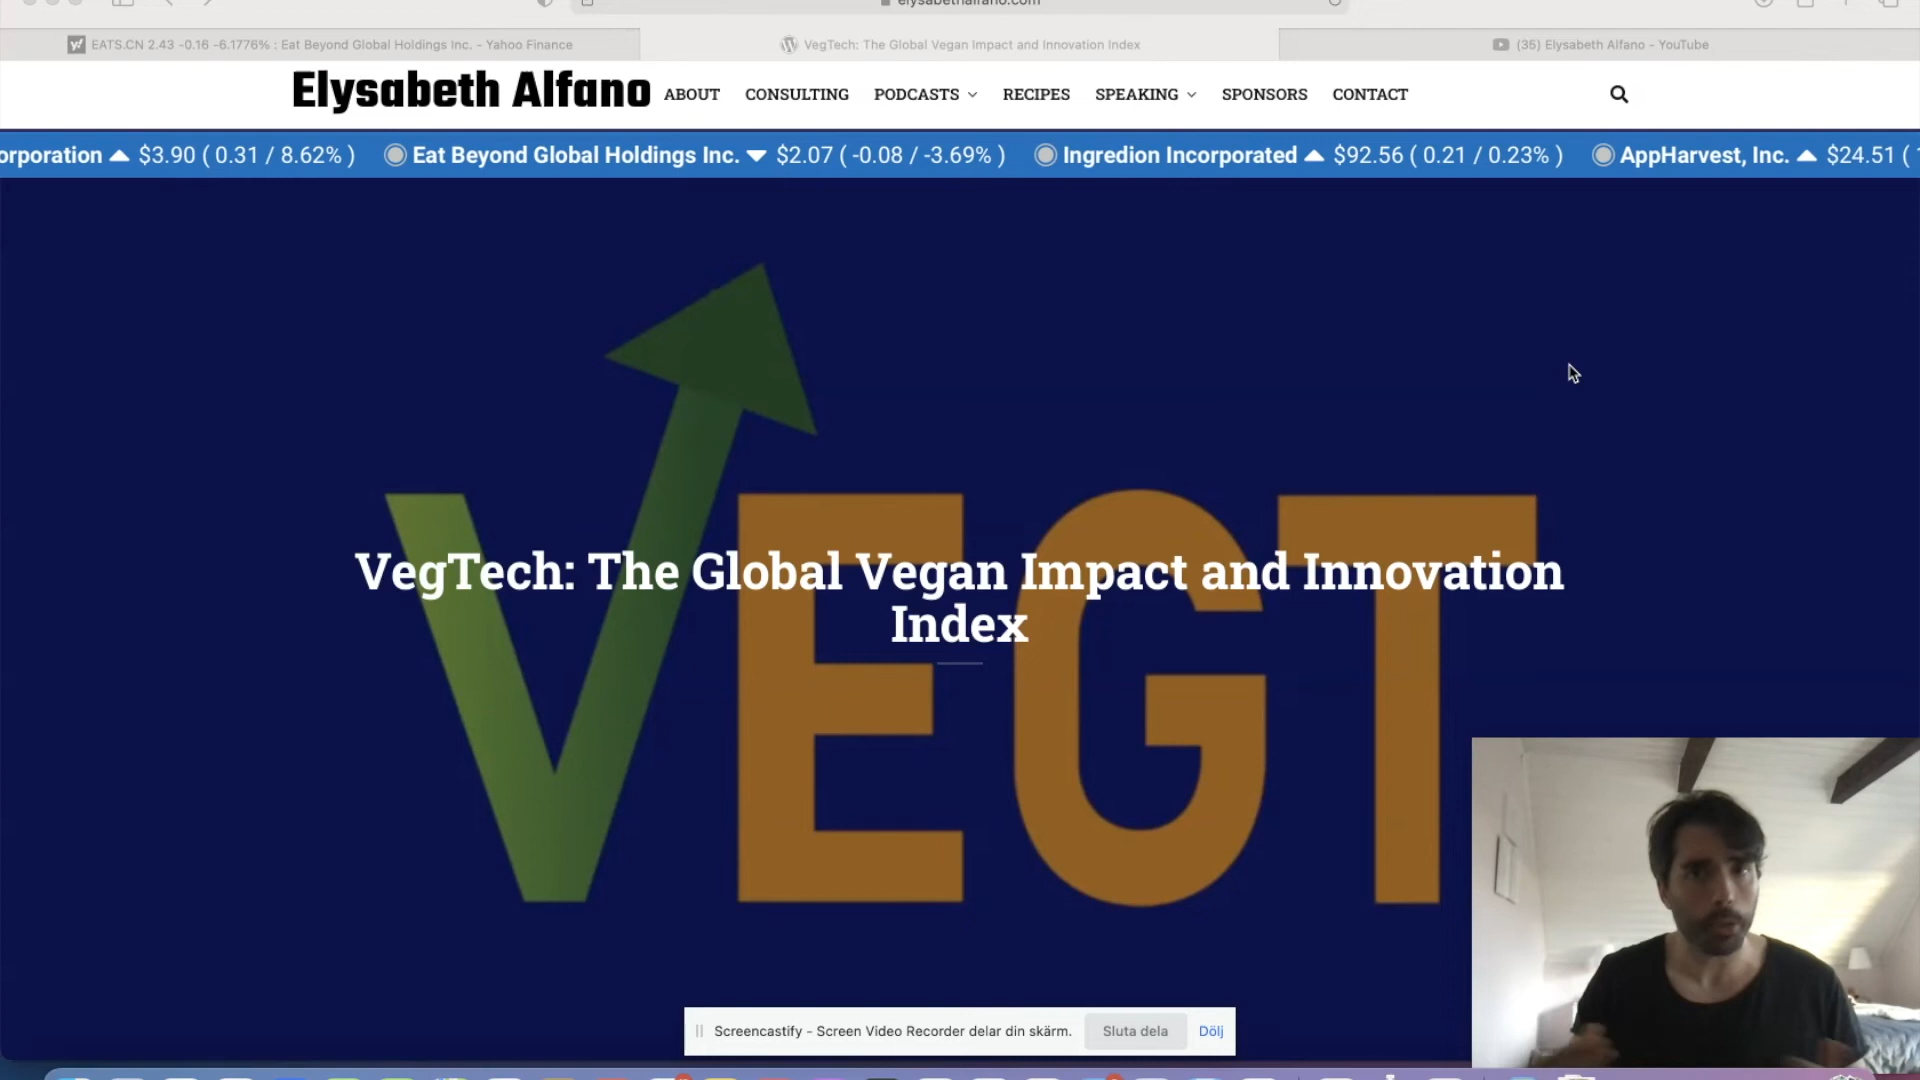 elysabethalfano.com
EATS.CN 2.43 -0.16 -6.1776% : Eat Beyond Global Holdings Inc. - Yahoo Finance
VegTech: The Global Vegan Impact and Innovation Index
(35) Elysabeth Alfano - YouTube
Elysabeth Alfano ABOUT CONSULTING PODCASTS RECIPES SPEAKING SPONSORS CONTACT
orporation $3.90 ( 0.31 / 8.62% ) Eat Beyond Global Holdings Inc. $2.07 ( -0.08 / -3.69% ) Ingredion Incorporated $92.56 ( 0.21 / 0.23% ) AppHarvest, Inc. $24.51 (
VEGT
VegTech: The Global Vegan Impact and Innovation
Index
Screencastify - Screen Video Recorder delar din skärm. Sluta dela Dölj